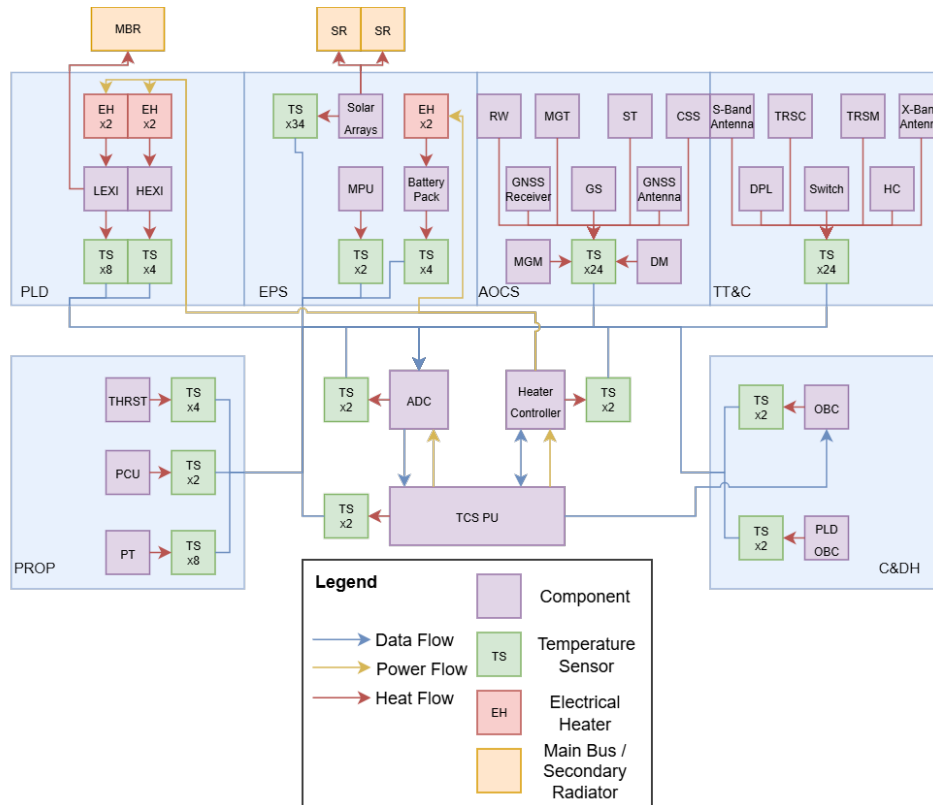 MBR
SR
SR
EH
x2
EH
x2
TS
x34
Solar
Arrays
EH
x2
RW
MGT
ST
CSS
S-Band
Antenna
TRSC
TRSM
X-Band
Antenna
LEXI
HEXI
MPU
Battery
Pack
GNSS
Receiver
GS
GNSS
Antenna
DPL
Switch
HC
TS
x8
TS
x4
TS
x2
TS
x4
MGM
TS
x24
DM
TS
x24
PLD
EPS
AOCS
TT&C
THRST
TS
x4
TS
x2
ADC
Heater
Controller
TS
x2
TS
x2
OBC
PCU
TS
x2
TS
x2
TCS PU
PT
TS
x8
TS
x2
PLD
OBC
PROP
C&DH
Legend
Component
Data Flow
Power Flow
Heat Flow
TS
Temperature
Sensor
EH
Electrical
Heater
Main Bus /
Secondary
Radiator